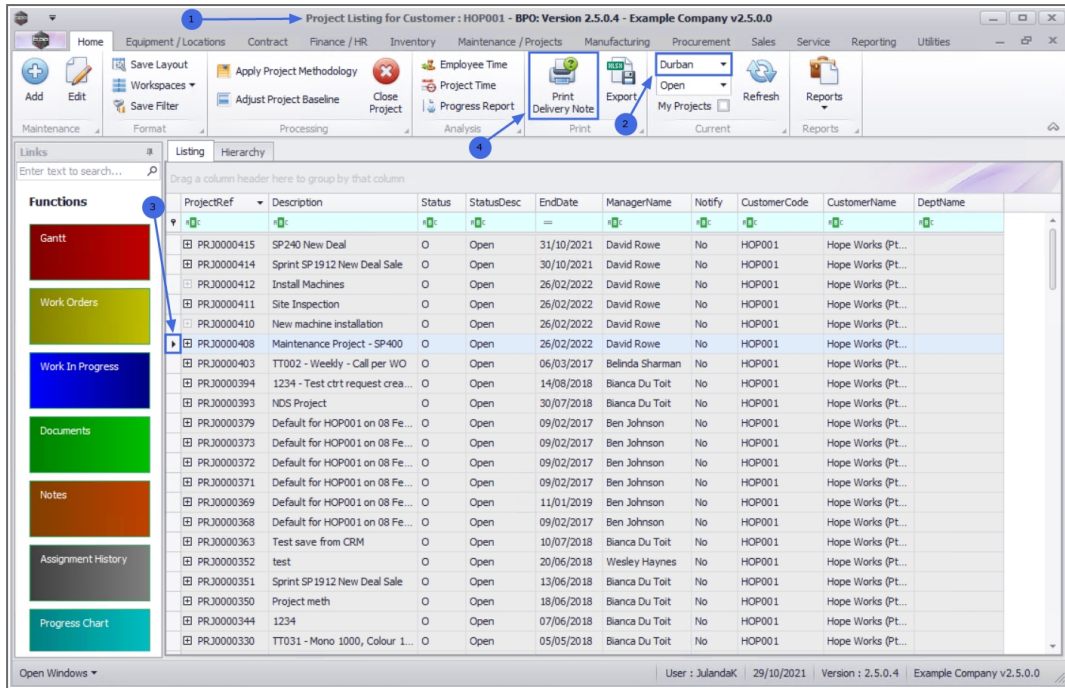 1
Project Listing for Customer : HOP001 - BPO: Version 2.5.0.4 - Example Company v2.5.0.0
Home Equipment / Locations Contract Finance / HR Inventory Maintenance / Projects Manufacturing Procurement Sales Service Reporting Utilities
Add
Edit
Maintenance
Save Layout
Workspaces
Save Filter
Format
Apply Project Methodology
Adjust Project Baseline
Close Project
Processing
Employee Time
Project Time
Progress Report
Analysis
Print Delivery Note
Export
Print
Durban
Open
My Projects
Refresh
Current
Reports
Reports
2
4
Links
Enter text to search...
Functions
Gantt
Work Orders
Work In Progress
Documents
Notes
Assignment History
Progress Chart
3
Listing Hierarchy
Drag a column header here to group by that column
ProjectRef Description Status StatusDesc EndDate ManagerName Notify CustomerCode CustomerName DeptName
PRJ0000415 SP240 New Deal O Open 31/10/2021 David Rowe No HOP001 Hope Works (Pt...
PRJ0000414 Sprint SP1912 New Deal Sale O Open 30/10/2021 David Rowe No HOP001 Hope Works (Pt...
PRJ0000412 Install Machines O Open 26/02/2022 David Rowe No HOP001 Hope Works (Pt...
PRJ0000411 Site Inspection O Open 26/02/2022 David Rowe No HOP001 Hope Works (Pt...
PRJ0000410 New machine installation O Open 26/02/2022 David Rowe No HOP001 Hope Works (Pt...
PRJ0000408 Maintenance Project - SP400 O Open 26/02/2022 David Rowe No HOP001 Hope Works (Pt...
PRJ0000403 TT002 - Weekly - Call per WO O Open 06/03/2017 Belinda Sharman No HOP001 Hope Works (Pt...
PRJ0000394 1234 - Test ctrt request crea... O Open 14/08/2018 Bianca Du Toit No HOP001 Hope Works (Pt...
PRJ0000393 NDS Project O Open 30/07/2018 Bianca Du Toit No HOP001 Hope Works (Pt...
PRJ0000379 Default for HOP001 on 08 Fe... O Open 09/02/2017 Ben Johnson No HOP001 Hope Works (Pt...
PRJ0000373 Default for HOP001 on 08 Fe... O Open 09/02/2017 Ben Johnson No HOP001 Hope Works (Pt...
PRJ0000372 Default for HOP001 on 08 Fe... O Open 09/02/2017 Ben Johnson No HOP001 Hope Works (Pt...
PRJ0000371 Default for HOP001 on 08 Fe... O Open 09/02/2017 Ben Johnson No HOP001 Hope Works (Pt...
PRJ0000369 Default for HOP001 on 08 Fe... O Open 11/01/2019 Ben Johnson No HOP001 Hope Works (Pt...
PRJ0000368 Default for HOP001 on 08 Fe... O Open 09/02/2017 Ben Johnson No HOP001 Hope Works (Pt...
PRJ0000363 Test save from CRM O Open 10/07/2018 Bianca Du Toit No HOP001 Hope Works (Pt...
PRJ0000352 test O Open 20/06/2018 Wesley Haynes No HOP001 Hope Works (Pt...
PRJ0000351 Sprint SP1912 New Deal Sale O Open 13/06/2018 Bianca Du Toit No HOP001 Hope Works (Pt...
PRJ0000350 Project meth O Open 18/06/2018 Bianca Du Toit No HOP001 Hope Works (Pt...
PRJ0000344 1234 O Open 07/06/2018 Bianca Du Toit No HOP001 Hope Works (Pt...
PRJ0000330 TT031 - Mono 1000, Colour 1... O Open 05/05/2018 Bianca Du Toit No HOP001 Hope Works (Pt...
Open Windows User : JulandaK 29/10/2021 Version : 2.5.0.4 Example Company v2.5.0.0